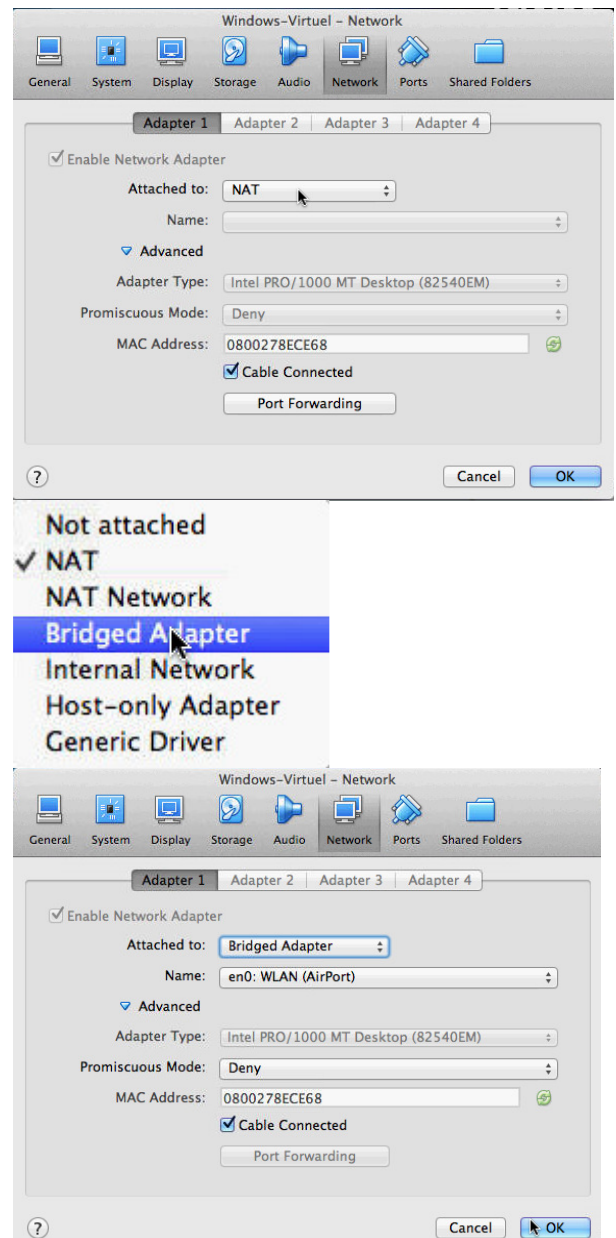 Windows-Virtuel – Network
General System Display Storage Audio Network Ports Shared Folders
Adapter 1 Adapter 2 Adapter 3 Adapter 4
Enable Network Adapter
Attached to: NAT
Name:
Advanced
Adapter Type: Intel PRO/1000 MT Desktop (82540EM)
Promiscuous Mode: Deny
MAC Address: 0800278ECE68
Cable Connected
Port Forwarding
? Cancel OK
Not attached
✓ NAT
NAT Network
Bridged Adapter
Internal Network
Host-only Adapter
Generic Driver
Windows-Virtuel – Network
General System Display Storage Audio Network Ports Shared Folders
Adapter 1 Adapter 2 Adapter 3 Adapter 4
Enable Network Adapter
Attached to: Bridged Adapter
Name: en0: WLAN (AirPort)
Advanced
Adapter Type: Intel PRO/1000 MT Desktop (82540EM)
Promiscuous Mode: Deny
MAC Address: 0800278ECE68
Cable Connected
Port Forwarding
? Cancel OK